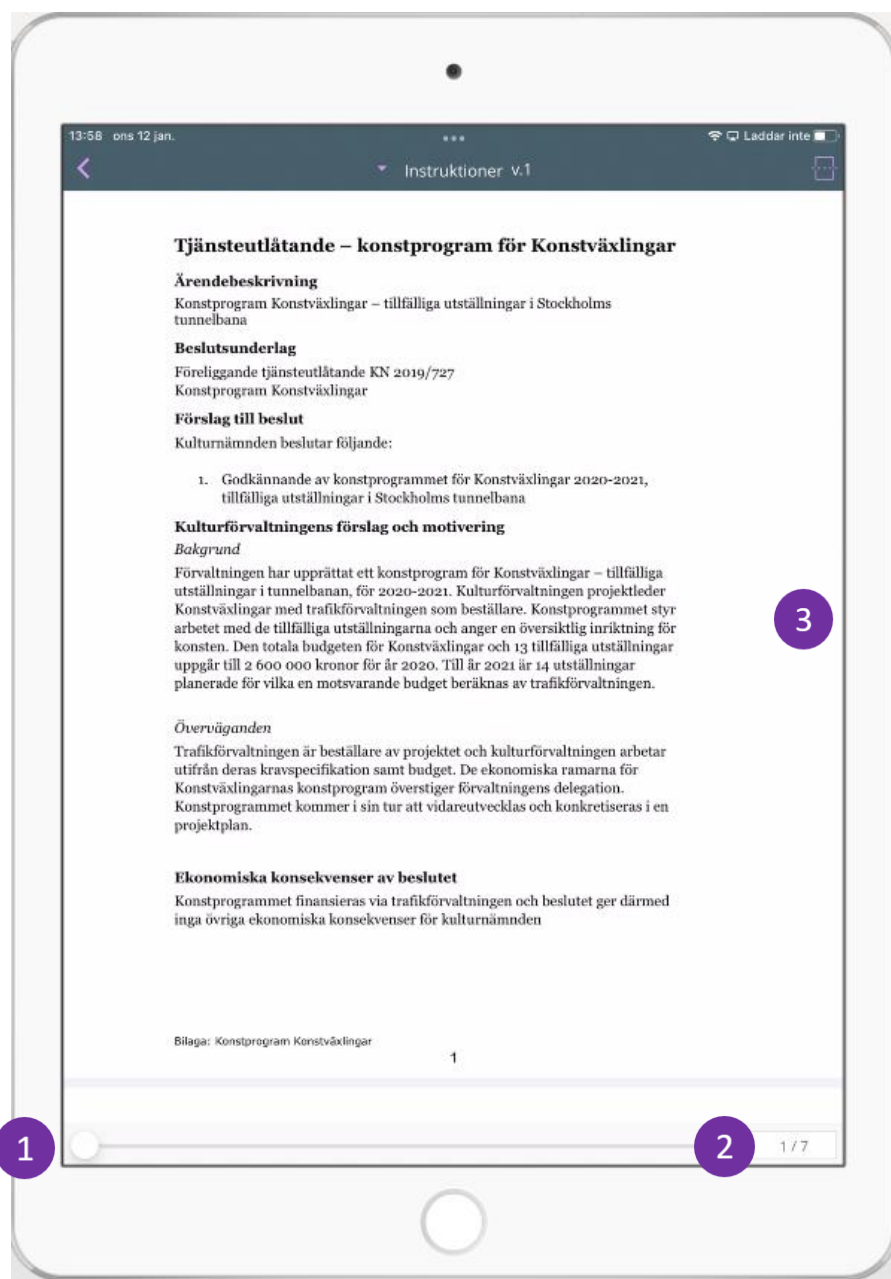 13:58 ons 12 jan.
Laddar inte
Instruktioner v.1
Tjänsteutlåtande – konstprogram för Konstväxlingar
Ärendebeskrivning
Konstprogram Konstväxlingar – tillfälliga utställningar i Stockholms
tunnelbana
Beslutsunderlag
Föreliggande tjänsteutlåtande KN 2019/727
Konstprogram Konstväxlingar
Förslag till beslut
Kulturnämnden beslutar följande:
1. Godkännande av konstprogrammet för Konstväxlingar 2020-2021,
tillfälliga utställningar i Stockholms tunnelbana
Kulturförvaltningens förslag och motivering
Bakgrund
Förvaltningen har upprättat ett konstprogram för Konstväxlingar – tillfälliga
utställningar i tunnelbanan, för 2020-2021. Kulturförvaltningen projektleder
Konstväxlingar med trafikförvaltningen som beställare. Konstprogrammet styr
arbetet med de tillfälliga utställningarna och anger en översiktlig inriktning för
konsten. Den totala budgeten för Konstväxlingar och 13 tillfälliga utställningar
uppgår till 2 600 000 kronor för år 2020. Till år 2021 är 14 utställningar
planerade för vilka en motsvarande budget beräknas av trafikförvaltningen.
3
Överväganden
Trafikförvaltningen är beställare av projektet och kulturförvaltningen arbetar
utifrån deras kravspecifikation samt budget. De ekonomiska ramarna för
Konstväxlingarnas konstprogram överstiger förvaltningens delegation.
Konstprogrammet kommer i sin tur att vidareutvecklas och konkretiseras i en
projektplan.
Ekonomiska konsekvenser av beslutet
Konstprogrammet finansieras via trafikförvaltningen och beslutet ger därmed
inga övriga ekonomiska konsekvenser för kulturnämnden
Bilaga: Konstprogram Konstväxlingar
1
1
2
1 / 7